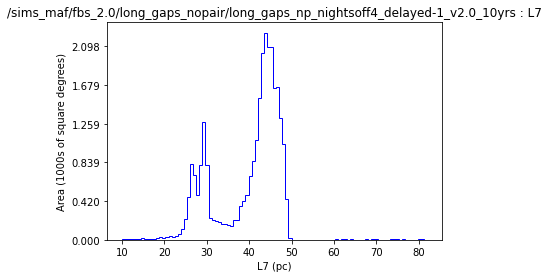 /sims_maf/fbs_2.0/long_gaps_nopair/long_gaps_np_nightsoff4_delayed-1_v2.0_10yrs : L7
2.098
1.679
1.259
0.839
0.420
0.000
Area (1000s of square degrees)
10 20 30 40 50 60 70 80
L7 (pc)